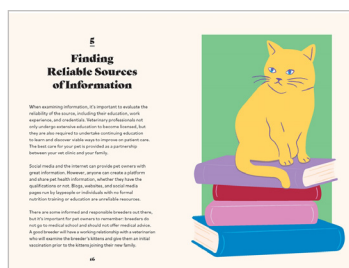 5
Finding
Reliable Sources
of Information
When examining information, it's important to evaluate the
reliability of the source, including their education, work
experience, and credentials. Veterinary professionals not
only undergo extensive education to become licensed, but
they are also required to undertake continuing education
to learn and discover viable ways to improve on patient care.
The best care for your pet is provided as a partnership
between your vet clinic and your family.
Social media and the internet can provide pet owners with
great information. However, anyone can create a platform
and share pet health information, whether they have the
qualifications or not. Blogs, websites, and social media
pages run by laypeople or individuals with no formal
nutrition training or education are unreliable resources.
There are some informed and responsible breeders out there,
but it's important for pet owners to remember: breeders do
not go to medical school and should not offer medical advice.
A good breeder will have a working relationship with a veterinarian
who will examine the breeder's kittens and give them an initial
vaccination prior to the kittens joining their new family.